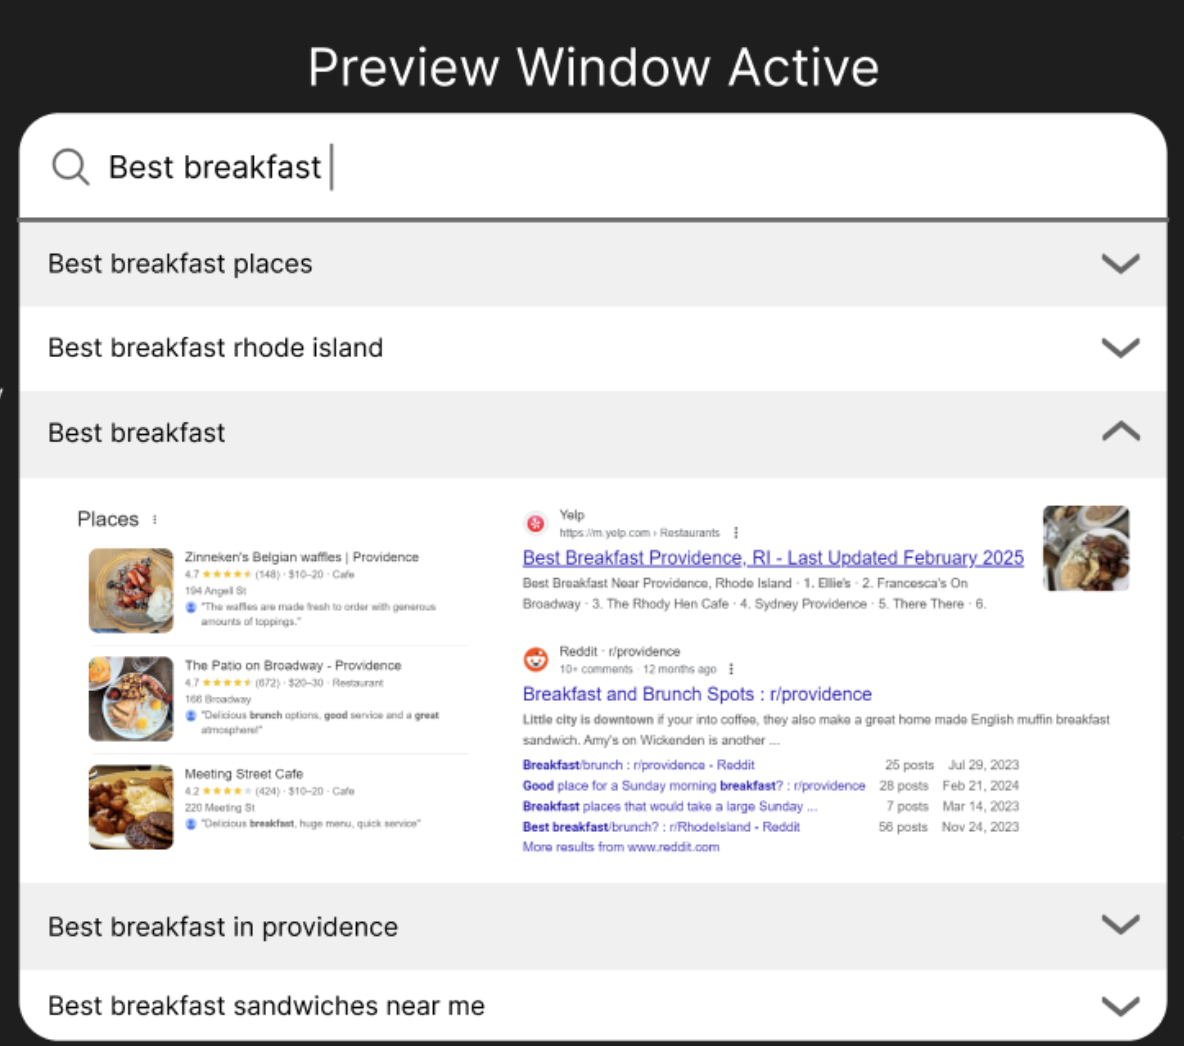 Preview Window Active
Best breakfast
Best breakfast places
Best breakfast rhode island
Best breakfast
Places
Zinneken's Belgian waffles | Providence
4.7 ★★★★★ (148) · $10–20 · Cafe
194 Angell St
"The waffles are made fresh to order with generous
amounts of toppings."
The Patio on Broadway - Providence
4.7 ★★★★★ (672) · $20–30 · Restaurant
166 Broadway
"Delicious brunch options, good service and a great
atmosphere!"
Meeting Street Cafe
4.2 ★★★★★ (424) · $10–20 · Cafe
220 Meeting St
"Delicious breakfast, huge menu, quick service"
Yelp
https://m.yelp.com › Restaurants
Best Breakfast Providence, RI - Last Updated February 2025
Best Breakfast Near Providence, Rhode Island · 1. Ellie's · 2. Francesca's On
Broadway · 3. The Rhody Hen Cafe · 4. Sydney Providence · 5. There There · 6.
Reddit · r/providence
10+ comments · 12 months ago
Breakfast and Brunch Spots : r/providence
Little city is downtown if your into coffee, they also make a great home made English muffin breakfast
sandwich. Amy's on Wickenden is another ...
Breakfast/brunch : r/providence - Reddit 25 posts Jul 29, 2023
Good place for a Sunday morning breakfast? : r/providence 28 posts Feb 21, 2024
Breakfast places that would take a large Sunday ... 7 posts Mar 14, 2023
Best breakfast/brunch? : r/RhodeIsland - Reddit 56 posts Nov 24, 2023
More results from www.reddit.com
Best breakfast in providence
Best breakfast sandwiches near me